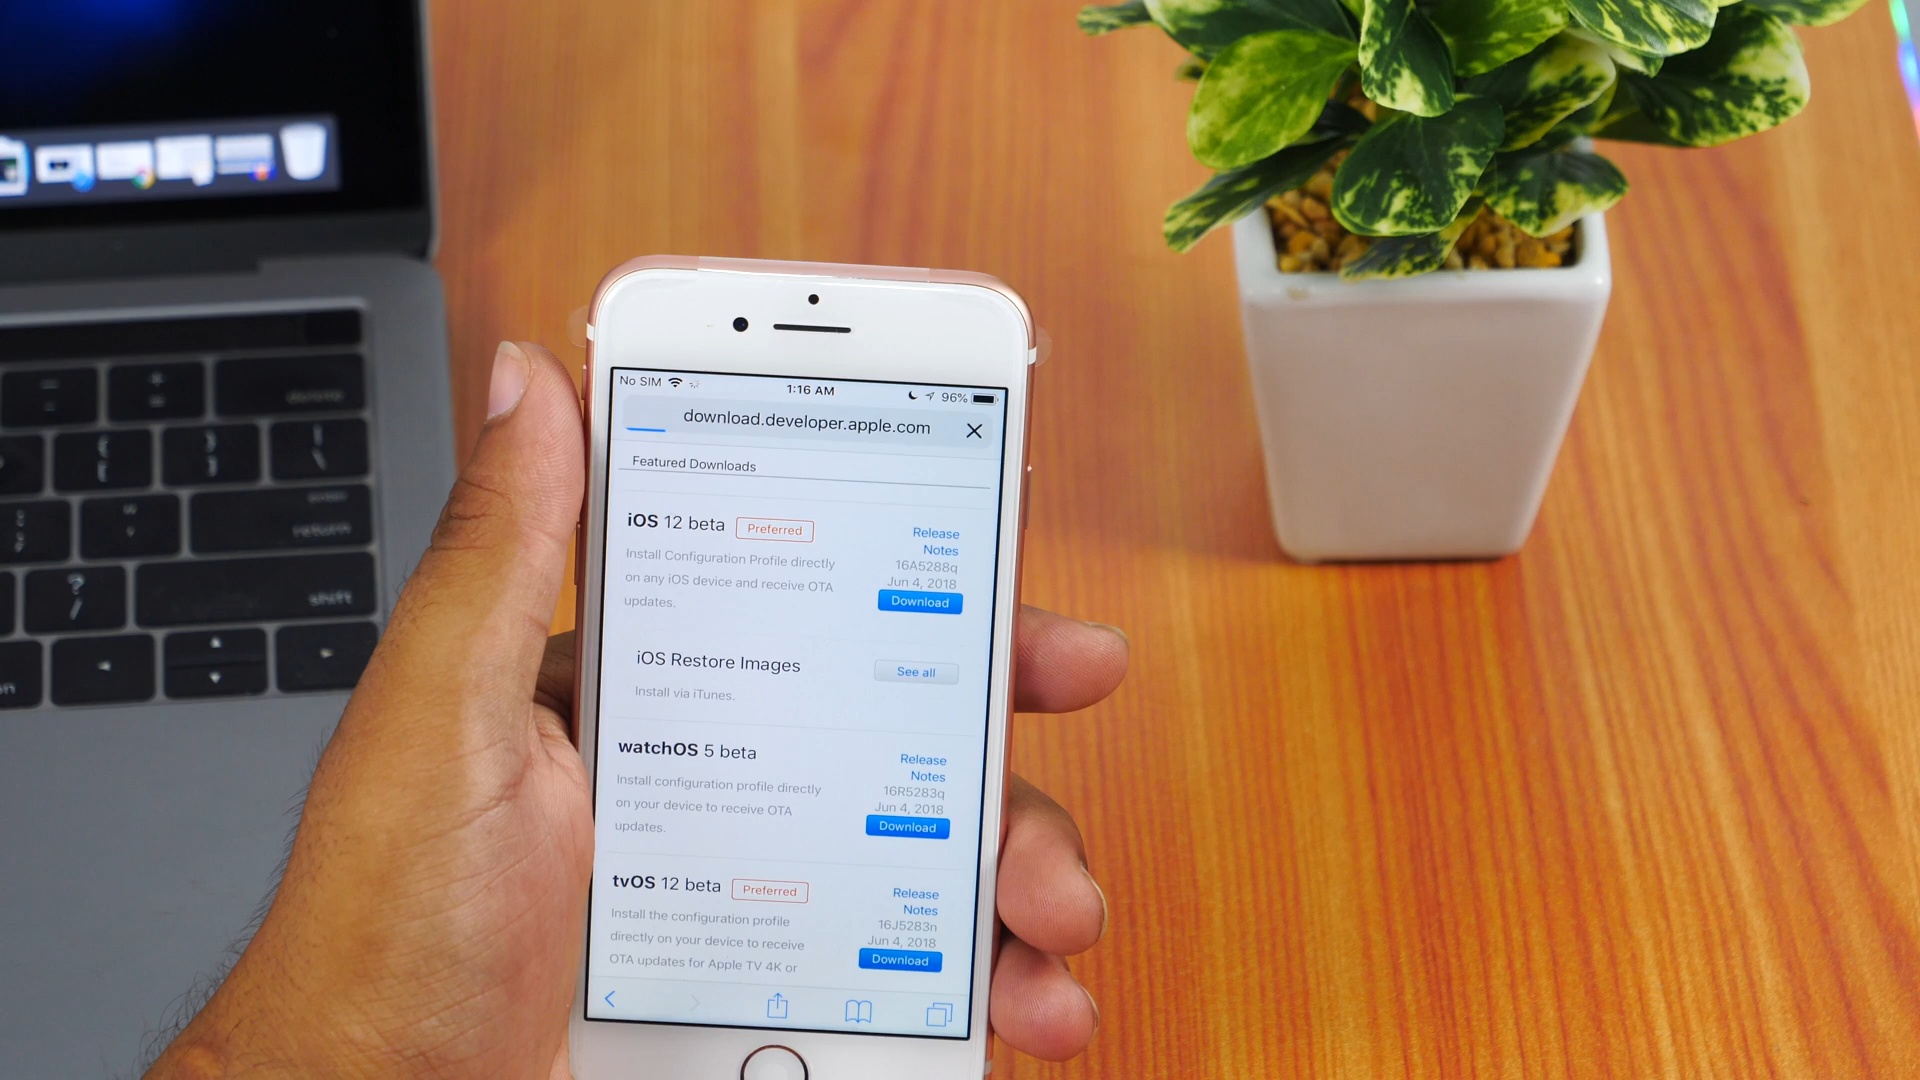 No SIM 1:16 AM 96%
download.developer.apple.com
Featured Downloads
iOS 12 beta Preferred
Install Configuration Profile directly
on any iOS device and receive OTA
updates.
Release
Notes
16A5288q
Jun 4, 2018
Download
iOS Restore Images
Install via iTunes.
See all
watchOS 5 beta
Install configuration profile directly
on your device to receive OTA
updates.
Release
Notes
16R5283q
Jun 4, 2018
Download
tvOS 12 beta Preferred
Install the configuration profile
directly on your device to receive
OTA updates for Apple TV 4K or
Release
Notes
16J5283n
Jun 4, 2018
Download
delete
enter
return
shift